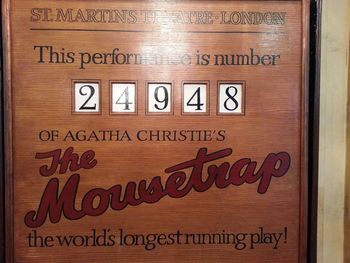 ST. MARTIN'S THEATRE · LONDON
This performance is number
24948
OF AGATHA CHRISTIE'S
The
Mousetrap
the world's longest running play!